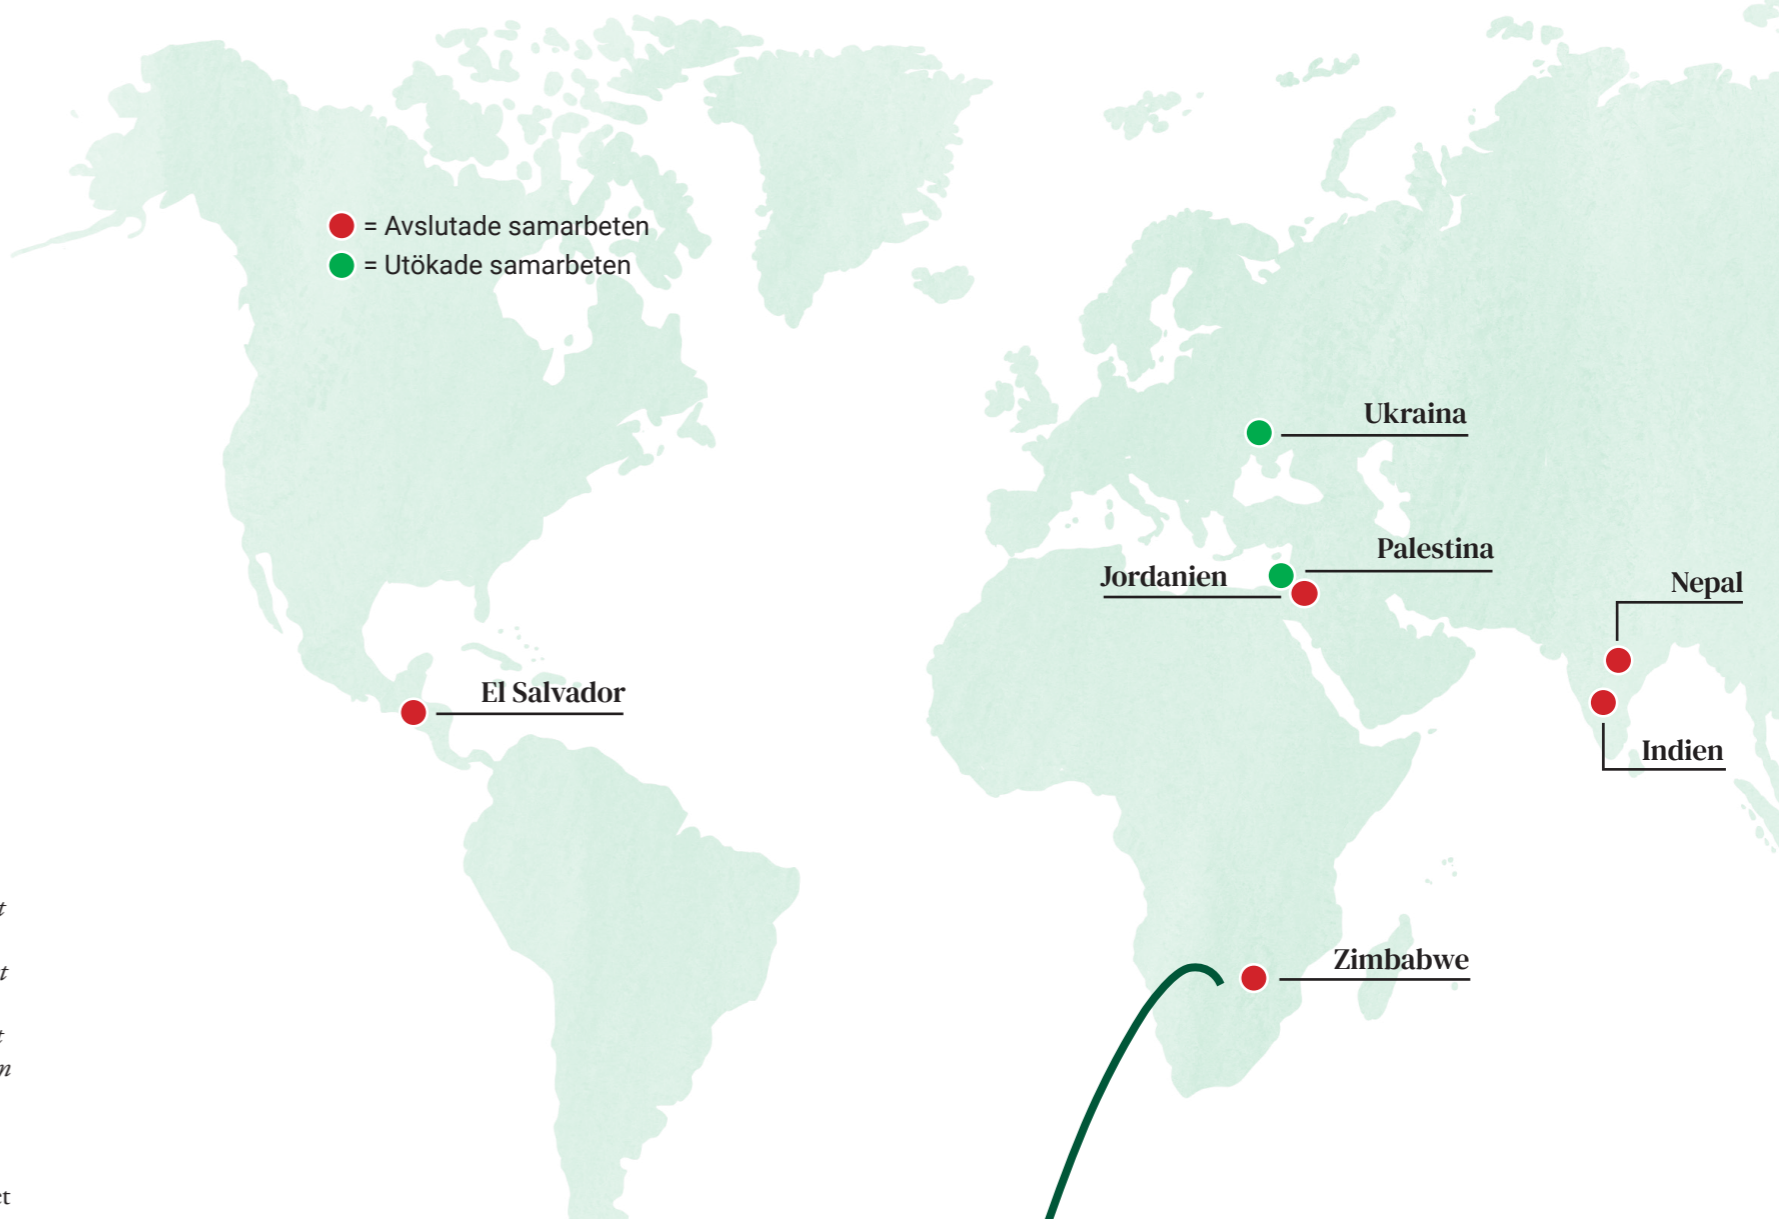 = Avslutade samarbeten
= Utökade samarbeten
Ukraina
Palestina
Jordanien
Nepal
El Salvador
Indien
Zimbabwe